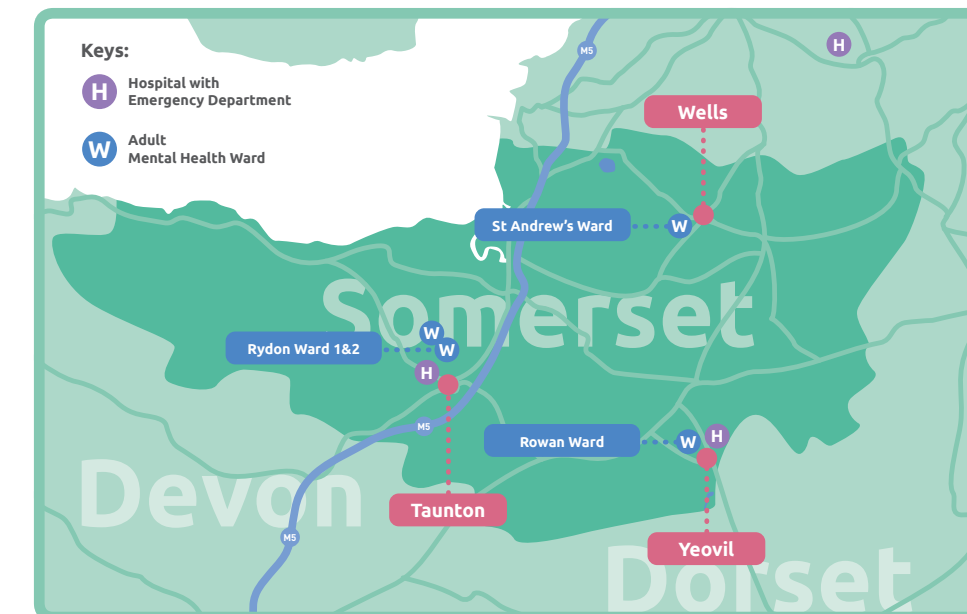 Keys:
H
Hospital with
Emergency Department
W
Adult
Mental Health Ward
M5
H
Wells
St Andrew's Ward
W
Somerset
W
Rydon Ward 1&2
W
H
M5
Rowan Ward
W
H
Devon
Taunton
M5
Yeovil
Dorset